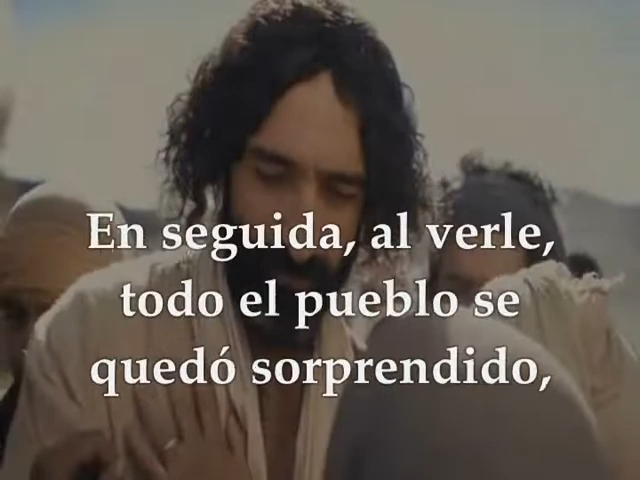 En seguida, al verle,
todo el pueblo se
quedó sorprendido,